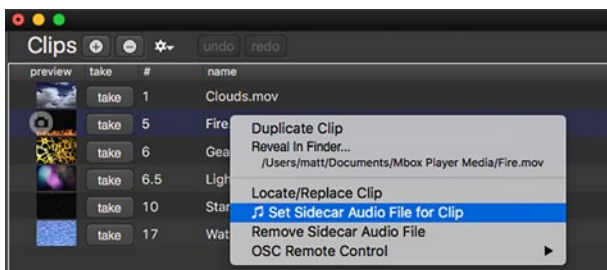 Clips undo redo
preview take # name
take 1 Clouds.mov
take 5 Fire
take 6 Gea
take 6.5 Ligh
take 10 Star
take 17 Wat
Duplicate Clip
Reveal In Finder...
/Users/matt/Documents/Mbox Player Media/Fire.mov
Locate/Replace Clip
Set Sidecar Audio File for Clip
Remove Sidecar Audio File
OSC Remote Control